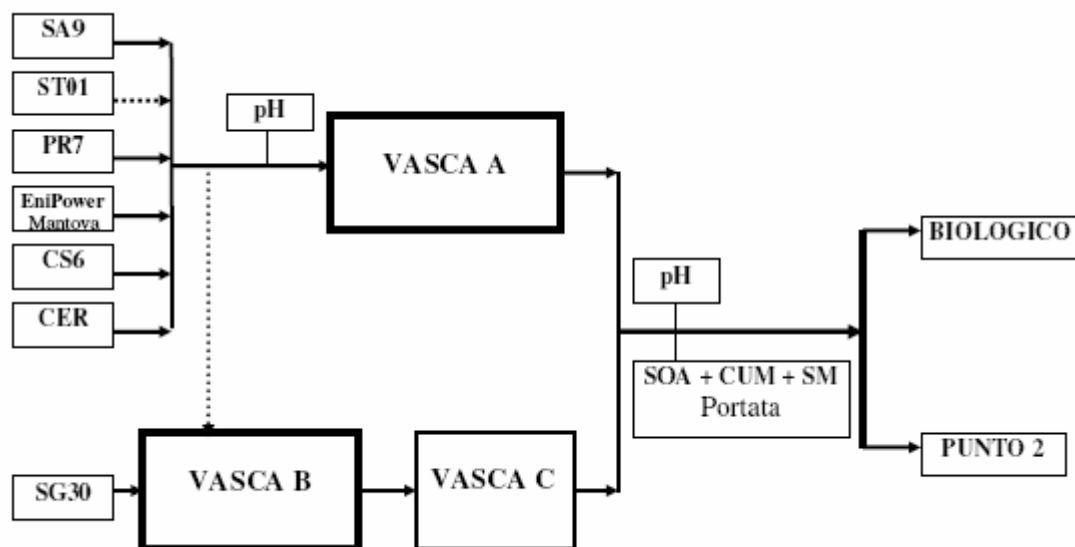 SA9
ST01
PR7
EniPower
Mantova
CS6
CER
pH
VASCA A
pH
SOA + CUM + SM
Portata
BIOLOGICO
PUNTO 2
SG30
VASCA B
VASCA C